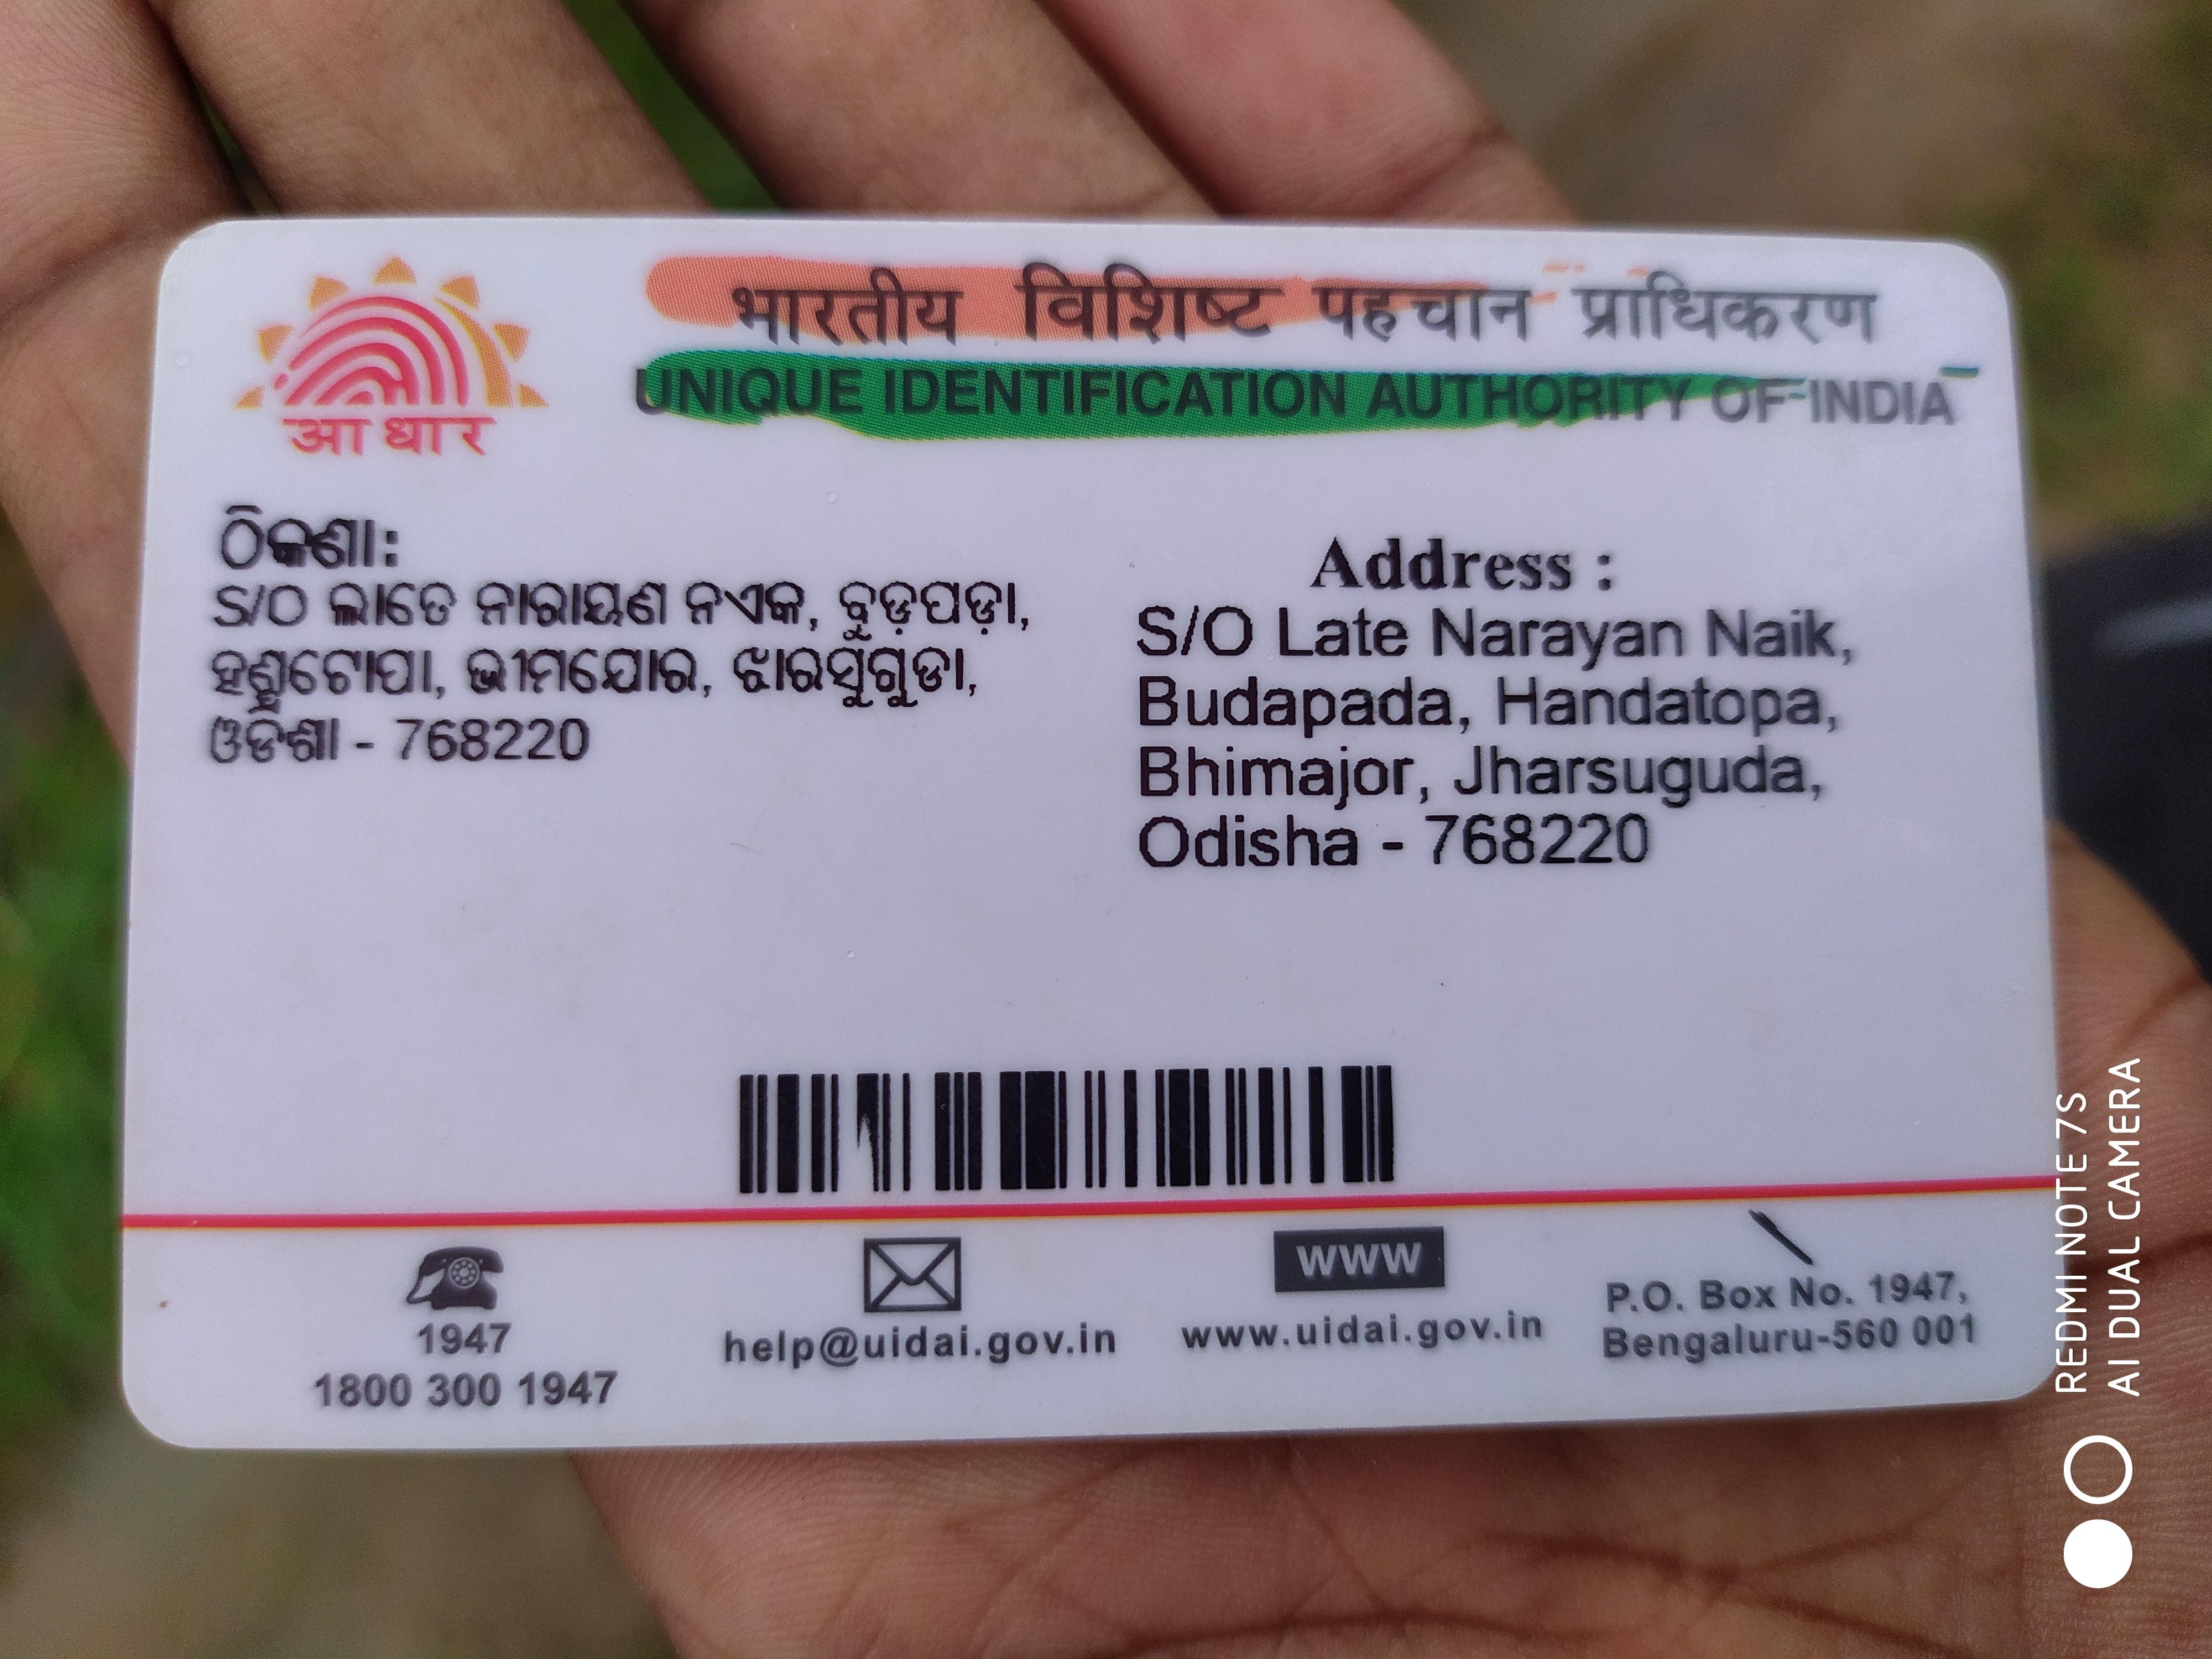 आधार
भारतीय विशिष्ट पहचान प्राधिकरण
UNIQUE IDENTIFICATION AUTHORITY OF INDIA
ଠିକଣା:
S/ଠ ଲାତେ ନାରାୟଣ ନଏକ, ବୁଡ଼ପଡ଼ା,
ହଣ୍ଡଟୋପା, ଭୀମଯୋର, ଝାରସୁଗୁଡା,
ଓଡିଶା - 768220
Address :
S/O Late Narayan Naik,
Budapada, Handatopa,
Bhimajor, Jharsuguda,
Odisha - 768220
1947
1800 300 1947
help@uidai.gov.in
www
www.uidai.gov.in
P.O. Box No. 1947,
Bengaluru-560 001
REDMI NOTE 7S
AI DUAL CAMERA